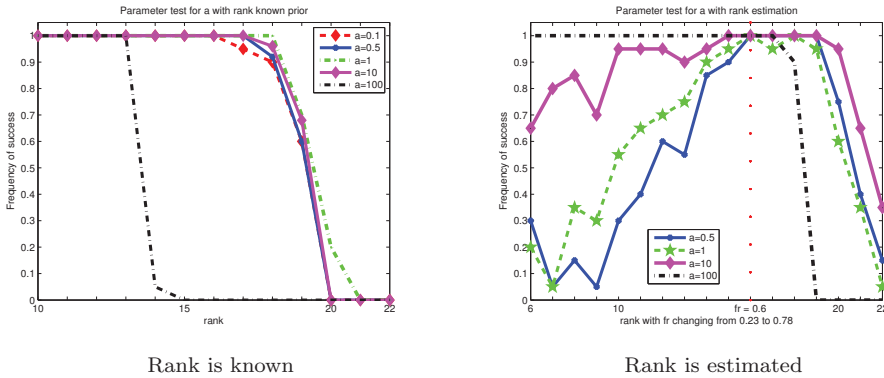 Parameter test for a with rank known prior
1
0.9
0.8
0.7
0.6
0.5
0.4
0.3
0.2
0.1
0
Frequency of success
a=0.1
a=0.5
a=1
a=10
a=100
10 15 20 22
rank
Rank is known
Parameter test for a with rank estimation
1
0.9
0.8
0.7
0.6
0.5
0.4
0.3
0.2
0.1
0
Frequency of success
a=0.5
a=1
a=10
a=100
6 10 fr = 0.6 20 22
rank with fr changing from 0.23 to 0.78
Rank is estimated